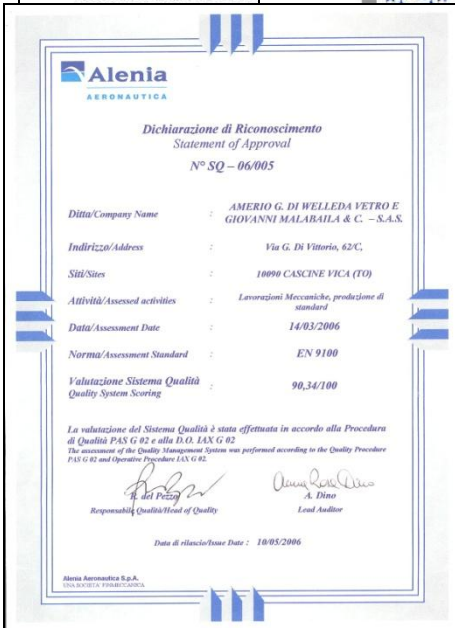 Alenia
AERONAUTICA
Dichiarazione di Riconoscimento
Statement of Approval
N° SQ – 06/005
Ditta/Company Name : AMERIO G. DI WELLEDA VETRO E
GIOVANNI MALABAILA & C. – S.A.S.
Indirizzo/Address : Via G. Di Vittorio, 62/C,
Siti/Sites : 10090 CASCINE VICA (TO)
Attività/Assessed activities : Lavorazioni Meccaniche, produzione di
standard
Data/Assessment Date : 14/03/2006
Norma/Assessment Standard : EN 9100
Valutazione Sistema Qualità : 90,34/100
Quality System Scoring
La valutazione del Sistema Qualità è stata effettuata in accordo alla Procedura
di Qualità PAS G 02 e alla D.O. IAX G 02
The assessment of the Quality Management System was performed according to the Quality Procedure
PAS G 02 and Operative Procedure IAX G 02.
R. del Pezzo
A. Dino
Responsabile Qualità/Head of Quality
Lead Auditor
Data di rilascio/Issue Date : 10/05/2006
Alenia Aeronautica S.p.A.
UNA SOCIETA' FINMECCANICA